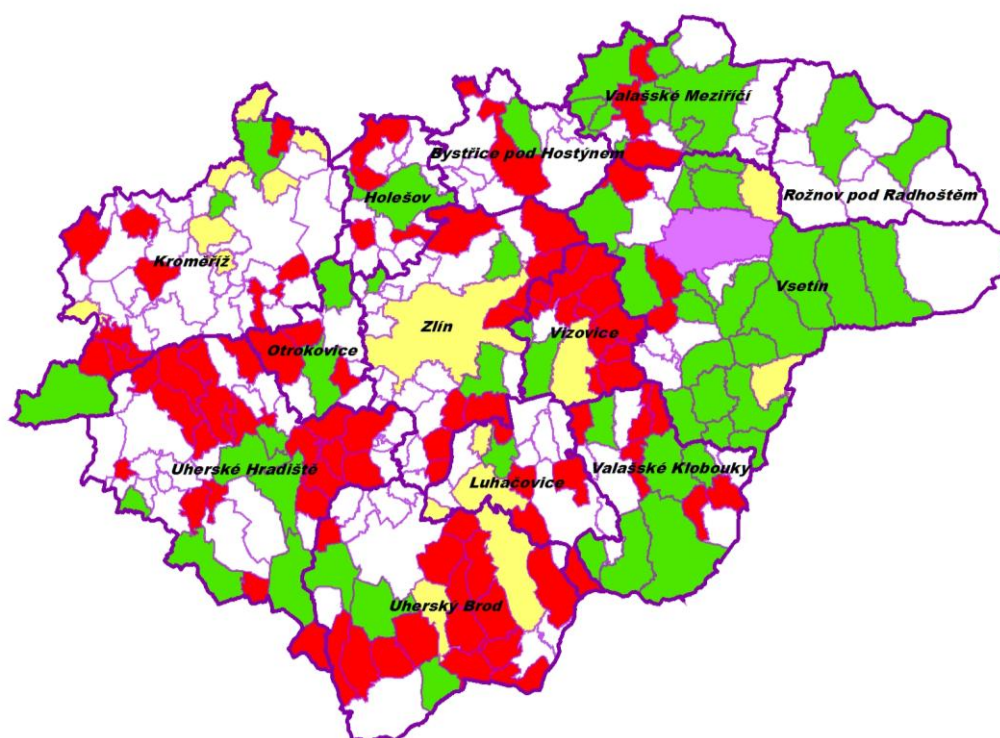 Valašské Meziříčí
Bystřice pod Hostýnem
Rožnov pod Radhoštěm
Holešov
Kroměříž
Vsetín
Zlín
Vizovice
Otrokovice
Uherské Hradiště
Valašské Klobouky
Luhačovice
Uherský Brod